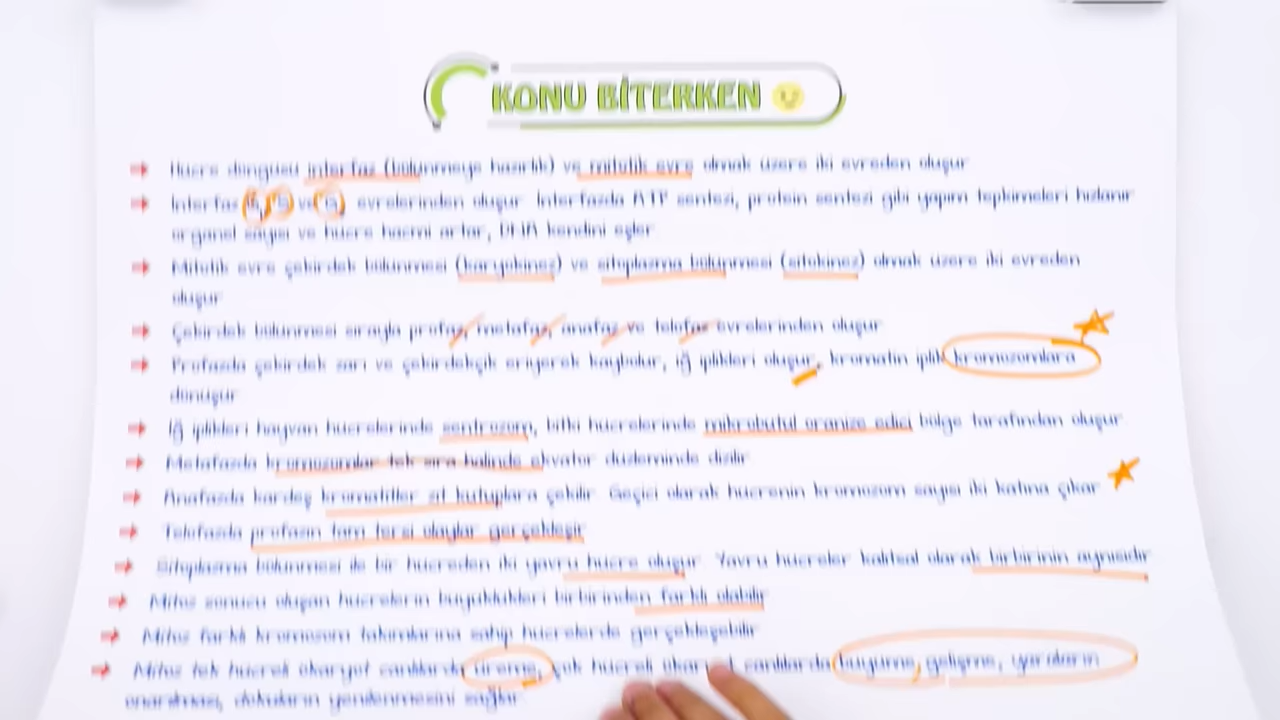 KONU BİTERKEN
Hücre döngüsü interfaz (bölünmeye hazırlık) ve mitotik evre olmak üzere iki evreden oluşur
İnterfaz G₁, S ve G₂ evrelerinden oluşur İnterfazda ATP sentezi, protein sentezi gibi yapım tepkimeleri hızlanır
organel sayısı ve hücre hacmi artar, DNA kendini eşler
Mitotik evre çekirdek bölünmesi (karyokinez) ve sitoplazma bölünmesi (sitokinez) olmak üzere iki evreden
oluşur
Çekirdek bölünmesi sırayla profaz, metafaz, anafaz ve telofaz evrelerinden oluşur
Profazda çekirdek zarı ve çekirdekçik eriyerek kaybolur, iğ iplikleri oluşur, kromatin iplik kromozomlara
dönüşür
İğ iplikleri hayvan hücrelerinde sentrozom, bitki hücrelerinde mikrotübül organize edici bölge tarafından oluşur
Metafazda kromozomlar tek sıra halinde ekvator düzleminde dizilir
Anafazda kardeş kromatitler zıt kutuplara çekilir Geçici olarak hücrenin kromozom sayısı iki katına çıkar
Telofazda profazın tam tersi olaylar gerçekleşir
Sitoplazma bölünmesi ile bir hücreden iki yavru hücre oluşur Yavru hücreler kalıtsal olarak birbirinin aynısıdır
Mitoz sonucu oluşan hücrelerin büyüklükleri birbirinden farklı olabilir
Mitoz farklı kromozom takımlarına sahip hücrelerde gerçekleşebilir
Mitoz tek hücreli ökaryot canlılarda üreme, çok hücreli ökaryot canlılarda büyüme, gelişme, yaraların
onarılması, dokuların yenilenmesini sağlar